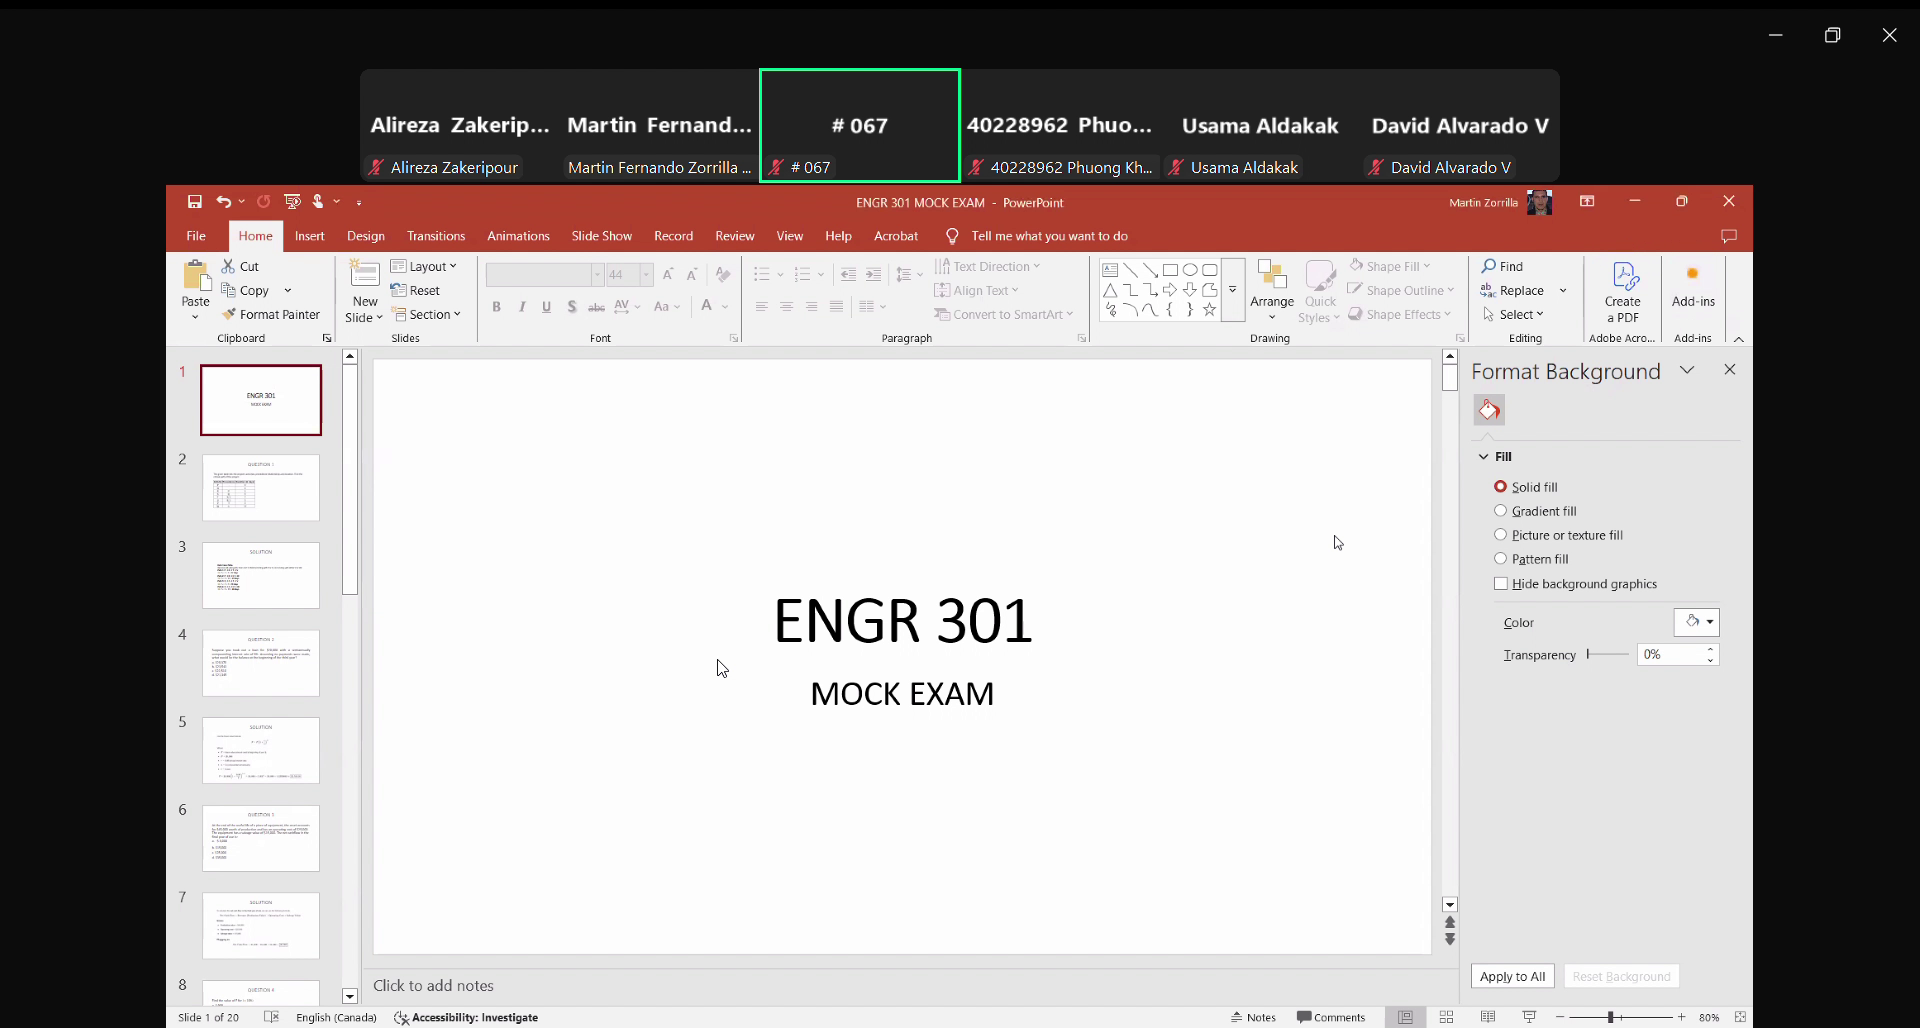 Alireza Zakerip...
Martin Fernand...
# 067
40228962 Phuo...
Usama Aldakak
David Alvarado V
Alireza Zakeripour
Martin Fernando Zorrilla ...
# 067
40228962 Phuong Kh...
Usama Aldakak
David Alvarado V
ENGR 301 MOCK EXAM - PowerPoint
Martin Zorrilla
File Home Insert Design Transitions Animations Slide Show Record Review View Help Acrobat Tell me what you want to do
Paste
Cut
Copy
Format Painter
Clipboard
New
Slide
Layout
Reset
Section
Slides
44
B I U S abc AV Aa A
Font
Text Direction
Align Text
Convert to SmartArt
Paragraph
Arrange
Quick
Styles
Shape Fill
Shape Outline
Shape Effects
Drawing
Find
Replace
Select
Editing
Create
a PDF
Adobe Acro...
Add-ins
Add-ins
1
ENGR 301
MOCK EXAM
2
QUESTION 1
3
SOLUTION
4
QUESTION 2
5
SOLUTION
6
QUESTION 3
7
SOLUTION
8
QUESTION 4
ENGR 301
MOCK EXAM
Click to add notes
Format Background
Fill
Solid fill
Gradient fill
Picture or texture fill
Pattern fill
Hide background graphics
Color
Transparency 0%
Apply to All
Reset Background
Slide 1 of 20 English (Canada) Accessibility: Investigate Notes Comments 80%